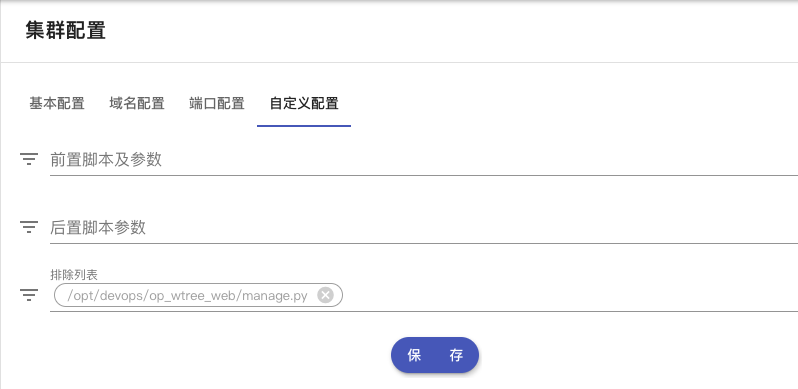 集群配置
基本配置 域名配置 端口配置 自定义配置
前置脚本及参数
后置脚本参数
排除列表
/opt/devops/op_wtree_web/manage.py
保 存